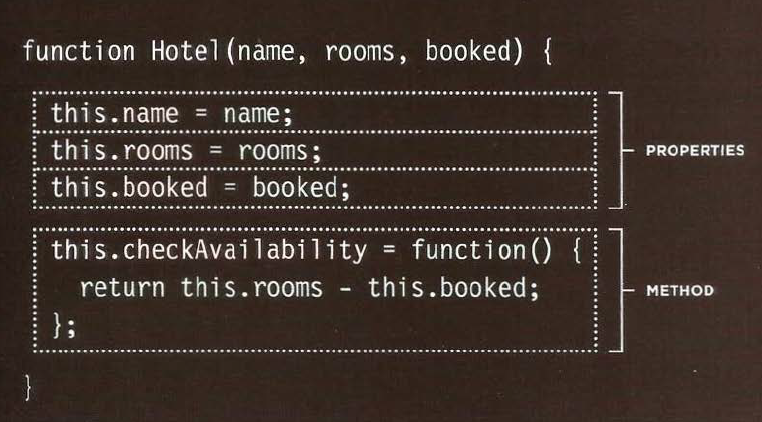 function Hotel(name, rooms, booked) {
this.name = name;
this.rooms = rooms;
this.booked = booked;
PROPERTIES
this.checkAvailability = function() {
return this.rooms - this.booked;
};
METHOD
}